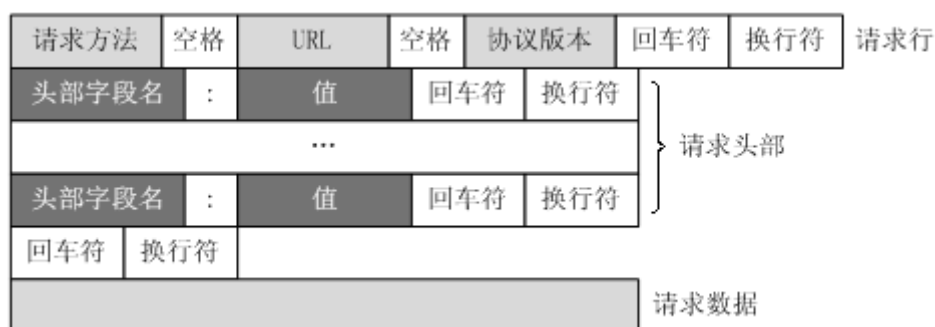 请求方法 空格 URL 空格 协议版本 回车符 换行符 请求行
头部字段名 : 值 回车符 换行符
… 请求头部
头部字段名 : 值 回车符 换行符
回车符 换行符
请求数据